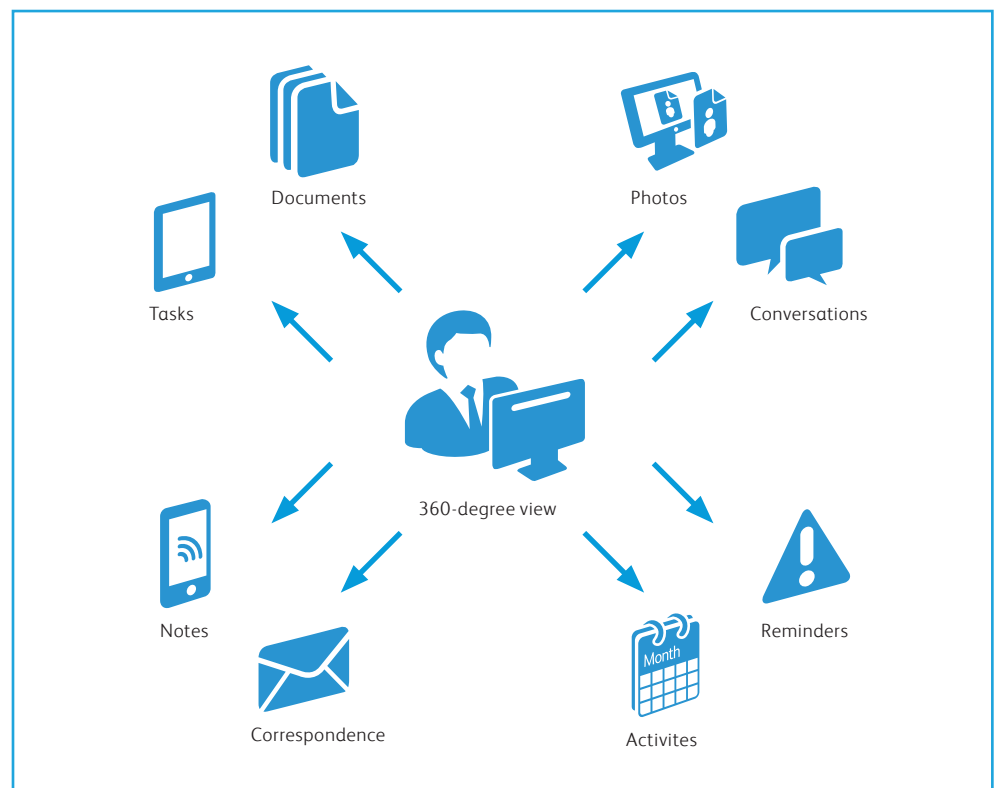 Documents
Photos
Tasks
Conversations
360-degree view
Notes
Reminders
Month
Correspondence
Activites